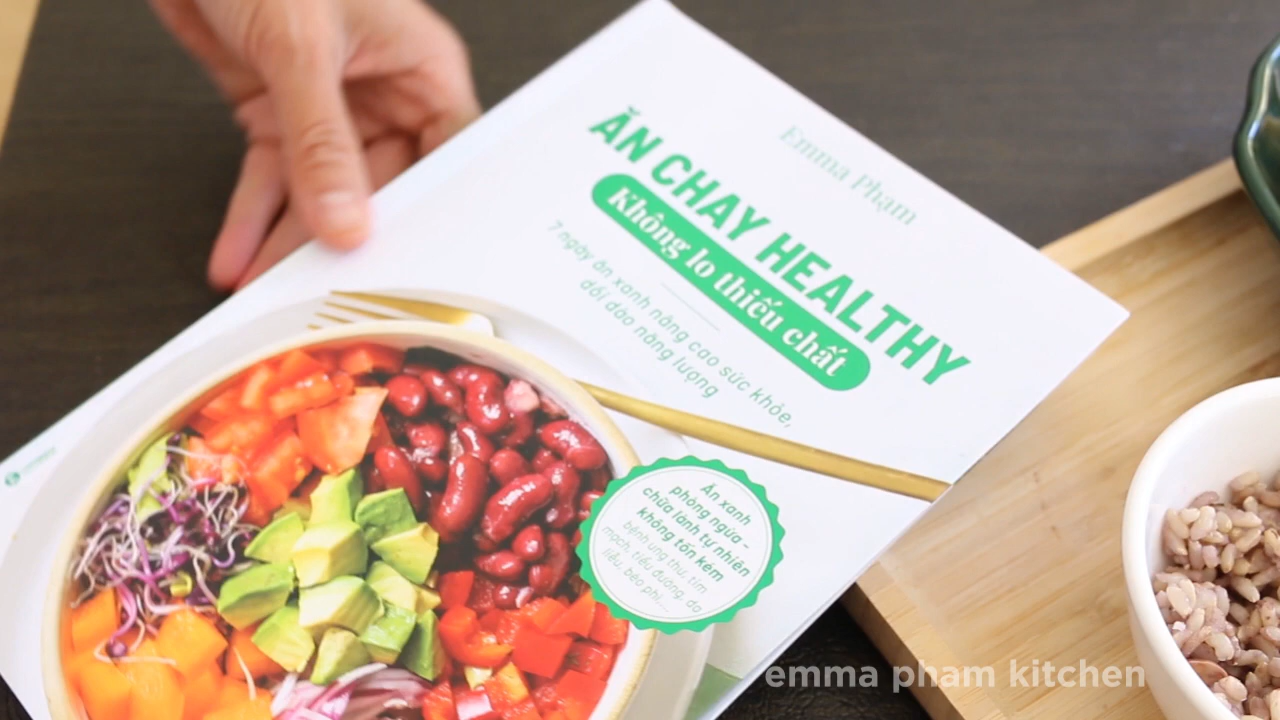 Emma Phạm
ĂN CHAY HEALTHY
Không lo thiếu chất
7 ngày ăn xanh nâng cao sức khỏe,
dồi dào năng lượng
Ăn xanh
phòng ngừa -
chữa lành tự nhiên
không tốn kém
bệnh ung thư, tim
mạch, tiểu đường, da
liễu, béo phì...
emma pham kitchen